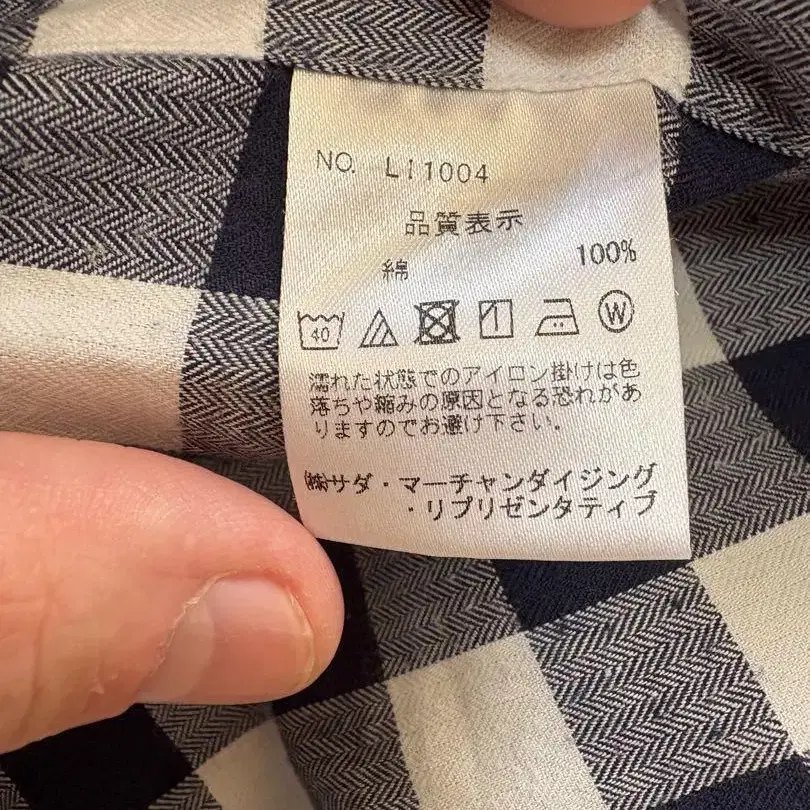 NO. LI1004
品質表示
綿 100%
40 W
濡れた状態でのアイロン掛けは色
落ちや縮みの原因となる恐れがあ
りますのでお避け下さい。
㈱サダ・マーチャンダイジング
・リプリゼンタティブ